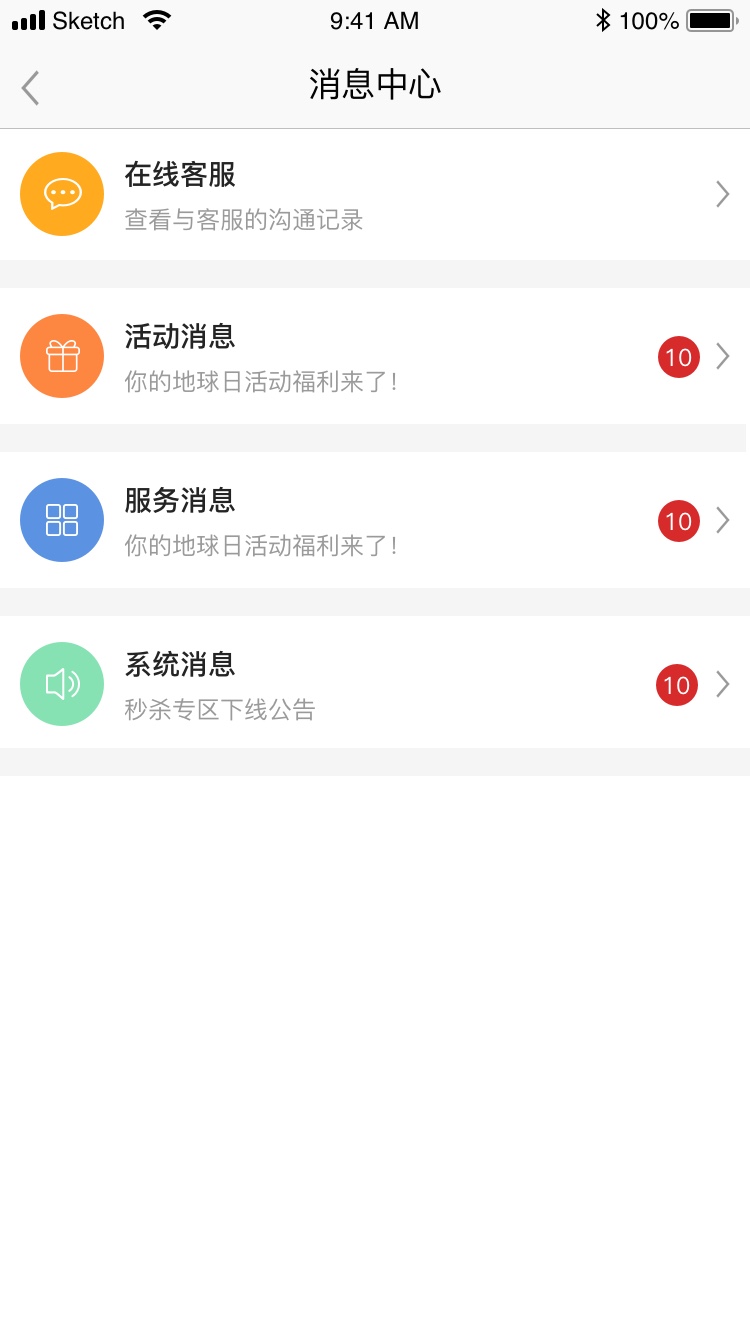 Sketch 9:41 AM 100%
消息中心
在线客服
查看与客服的沟通记录
活动消息
你的地球日活动福利来了!
10
服务消息
你的地球日活动福利来了!
10
系统消息
秒杀专区下线公告
10